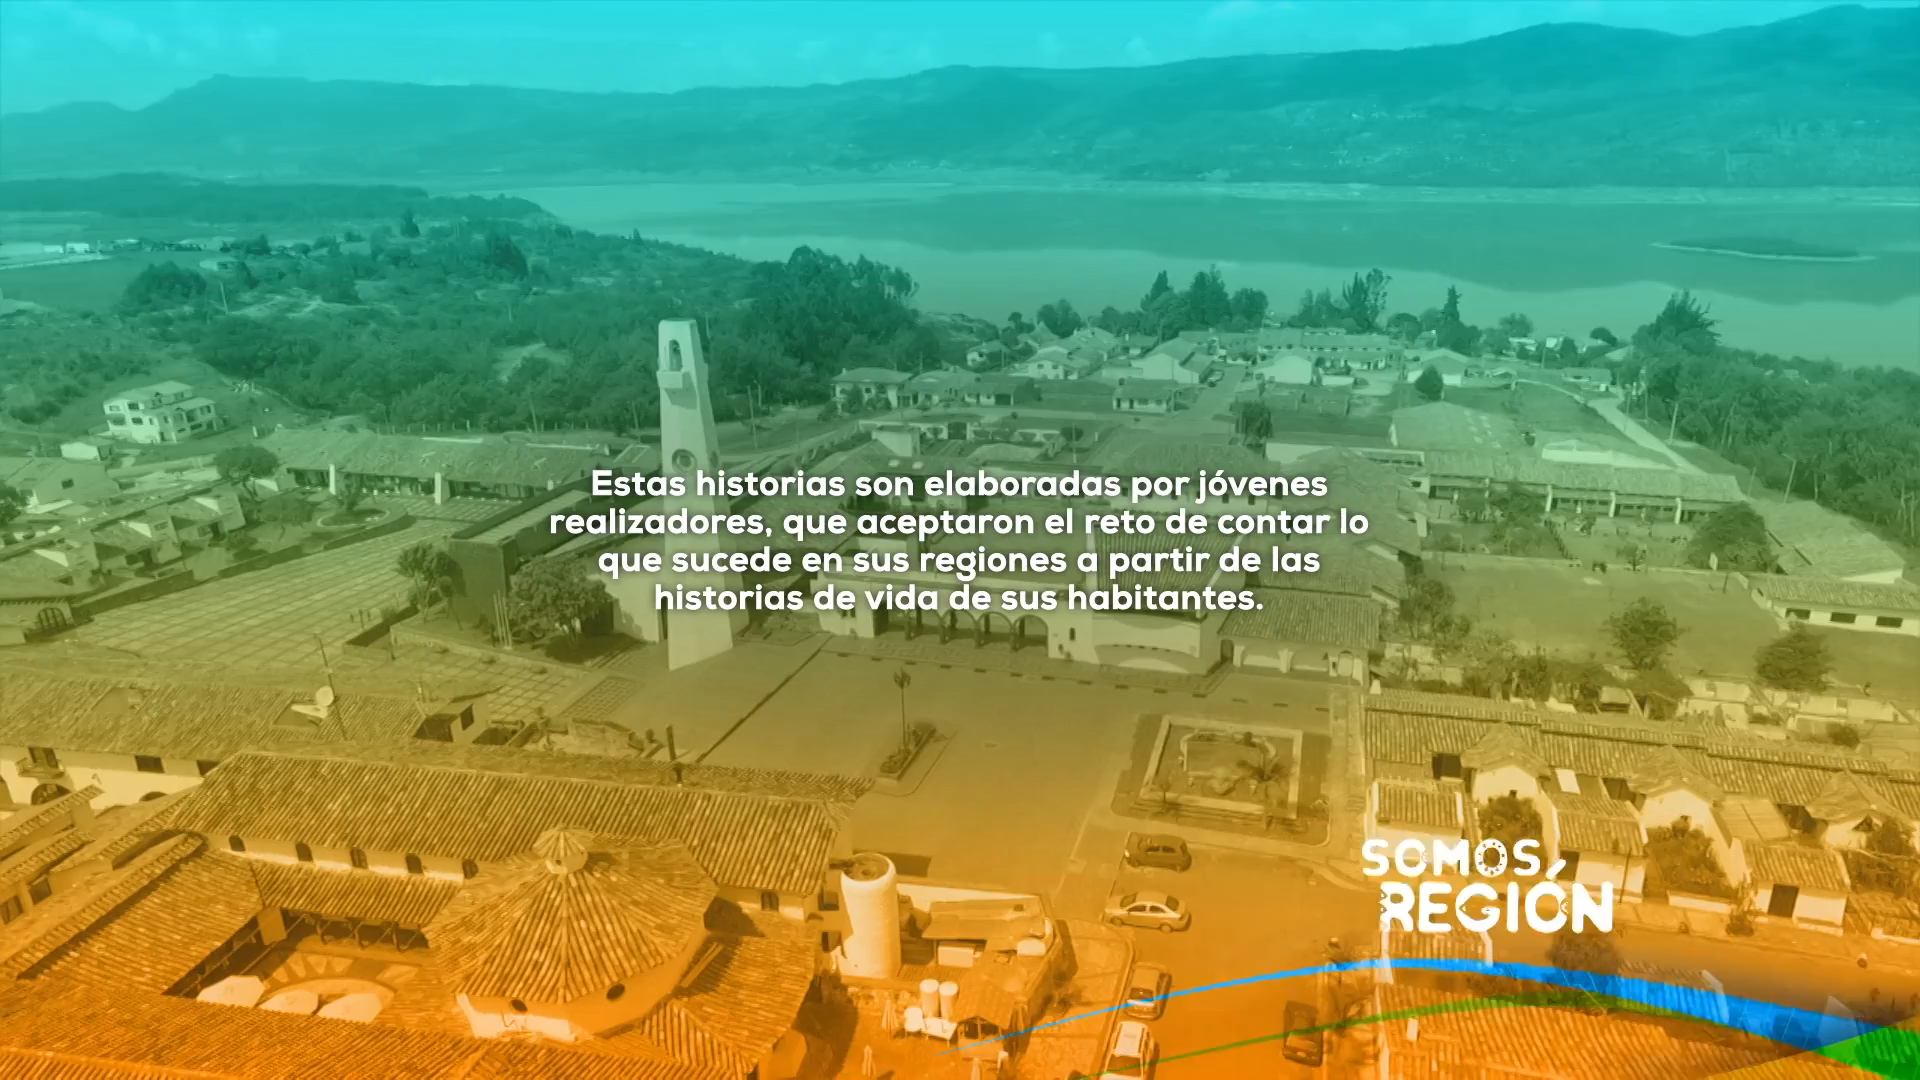 Estas historias son elaboradas por jóvenes
realizadores, que aceptaron el reto de contar lo
que sucede en sus regiones a partir de las
historias de vida de sus habitantes.
SOMOS
REGIÓN